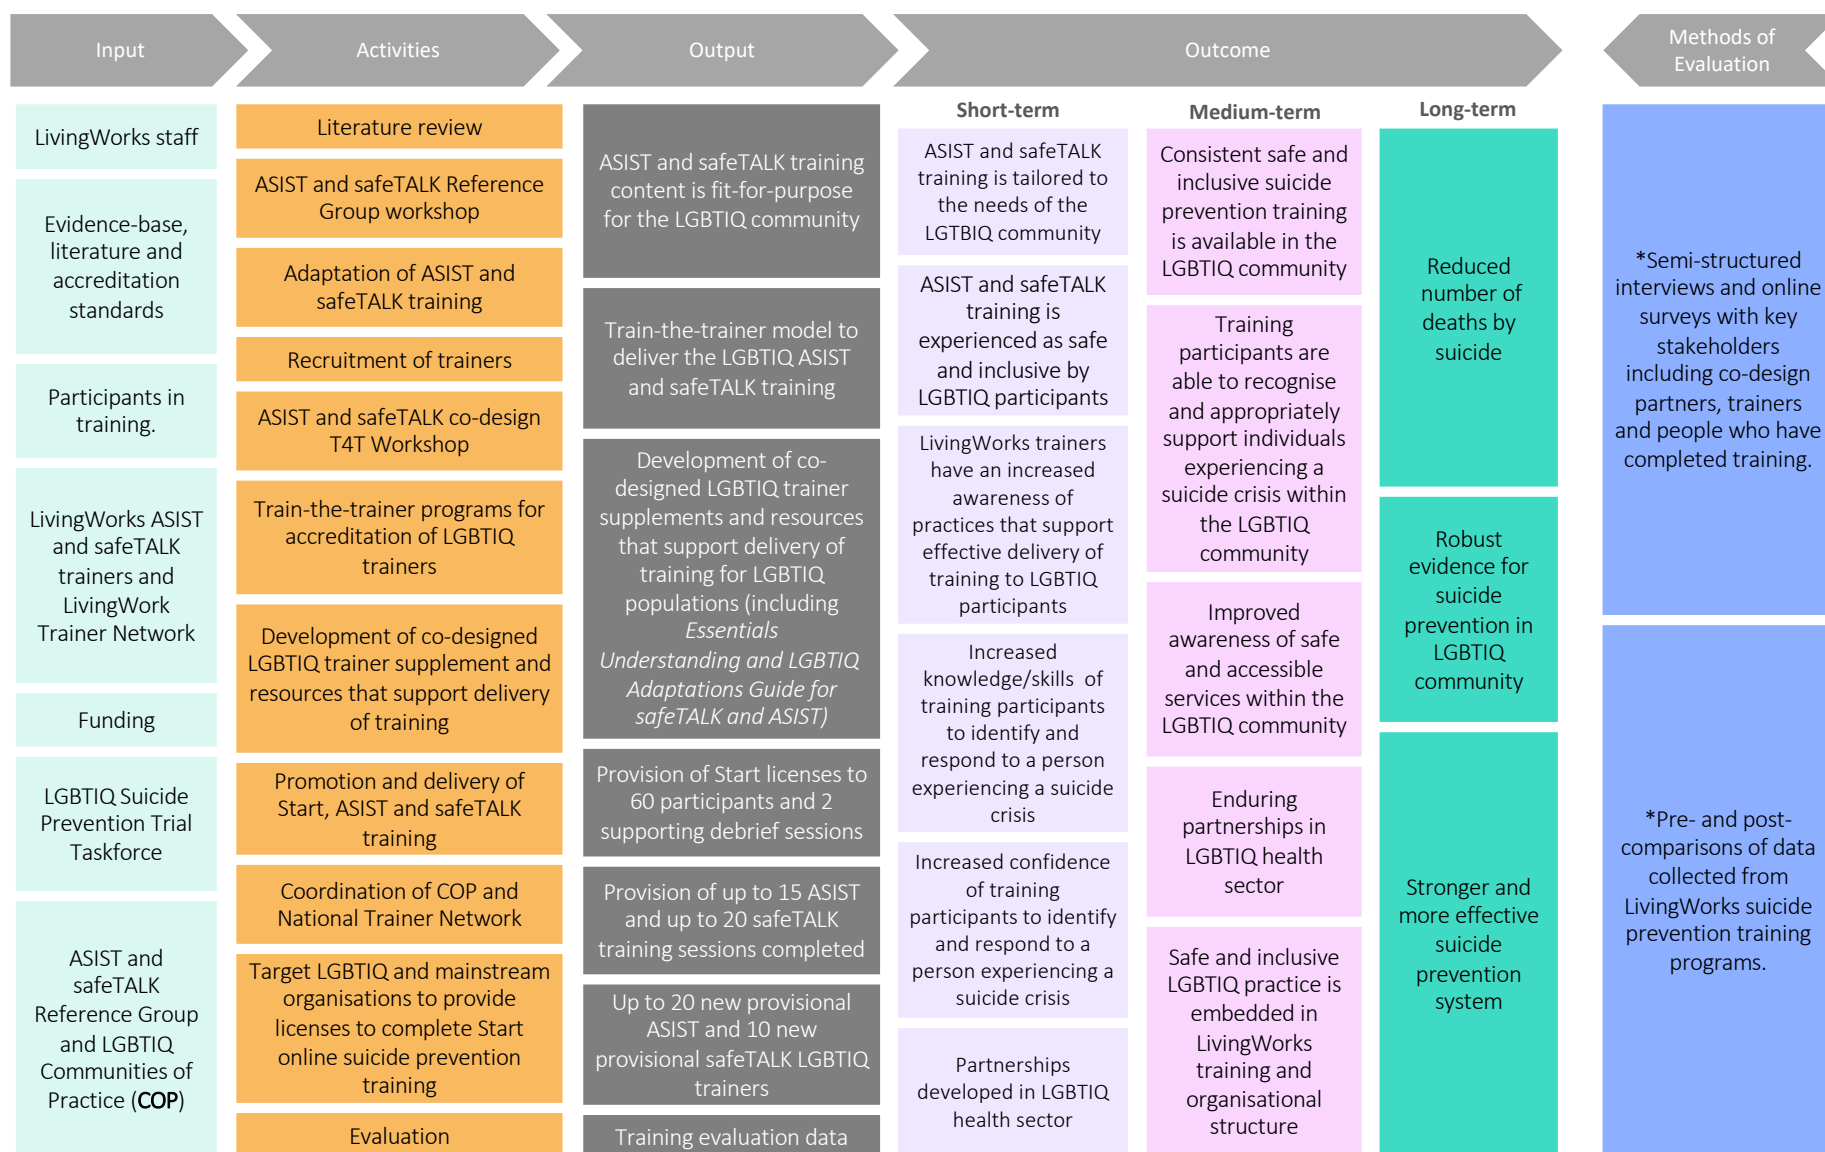 Input
Activities
Output
Outcome
Methods of
Evaluation
LivingWorks staff
Evidence-base,
literature and
accreditation
standards
Participants in
training.
LivingWorks ASIST
and safeTALK
trainers and
LivingWork
Trainer Network
Funding
LGBTIQ Suicide
Prevention Trial
Taskforce
ASIST and
safeTALK
Reference Group
and LGBTIQ
Communities of
Practice (COP)
Literature review
ASIST and safeTALK Reference
Group workshop
Adaptation of ASIST and
safeTALK training
Recruitment of trainers
ASIST and safeTALK co-design
T4T Workshop
Train-the-trainer programs for
accreditation of LGBTIQ
trainers
Development of co-designed
LGBTIQ trainer supplement and
resources that support delivery
of training
Promotion and delivery of
Start, ASIST and safeTALK
training
Coordination of COP and
National Trainer Network
Target LGBTIQ and mainstream
organisations to provide
licenses to complete Start
online suicide prevention
training
Evaluation
ASIST and safeTALK training
content is fit-for-purpose
for the LGBTIQ community
Train-the-trainer model to
deliver the LGBTIQ ASIST
and safeTALK training
Development of co-
designed LGBTIQ trainer
supplements and resources
that support delivery of
training for LGBTIQ
populations (including
Essentials
Understanding and LGBTIQ
Adaptations Guide for
safeTALK and ASIST)
Provision of Start licenses to
60 participants and 2
supporting debrief sessions
Provision of up to 15 ASIST
and up to 20 safeTALK
training sessions completed
Up to 20 new provisional
ASIST and 10 new
provisional safeTALK LGBTIQ
trainers
Training evaluation data
Short-term
ASIST and safeTALK
training is tailored to
the needs of the
LGTBIQ community
ASIST and safeTALK
training is
experienced as safe
and inclusive by
LGBTIQ participants
LivingWorks trainers
have an increased
awareness of
practices that support
effective delivery of
training to LGBTIQ
participants
Increased
knowledge/skills of
training participants
to identify and
respond to a person
experiencing a suicide
crisis
Increased confidence
of training
participants to identify
and respond to a
person experiencing a
suicide crisis
Partnerships
developed in LGBTIQ
health sector
Medium-term
Consistent safe and
inclusive suicide
prevention training
is available in the
LGBTIQ community
Training
participants are
able to recognise
and appropriately
support individuals
experiencing a
suicide crisis within
the LGBTIQ
community
Improved
awareness of safe
and accessible
services within the
LGBTIQ community
Enduring
partnerships in
LGBTIQ health
sector
Safe and inclusive
LGBTIQ practice is
embedded in
LivingWorks
training and
organisational
structure
Long-term
Reduced
number of
deaths by
suicide
Robust
evidence for
suicide
prevention in
LGBTIQ
community
Stronger and
more effective
suicide
prevention
system
*Semi-structured
interviews and online
surveys with key
stakeholders
including co-design
partners, trainers
and people who have
completed training.
*Pre- and post-
comparisons of data
collected from
LivingWorks suicide
prevention training
programs.